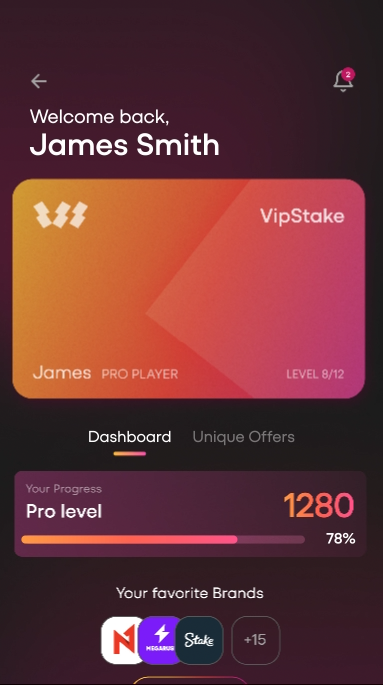 2
Welcome back,
James Smith
VipStake
James PRO PLAYER LEVEL 8/12
Dashboard Unique Offers
Your Progress
Pro level 1280
78%
Your favorite Brands
MEGARUSH
Stake
+15